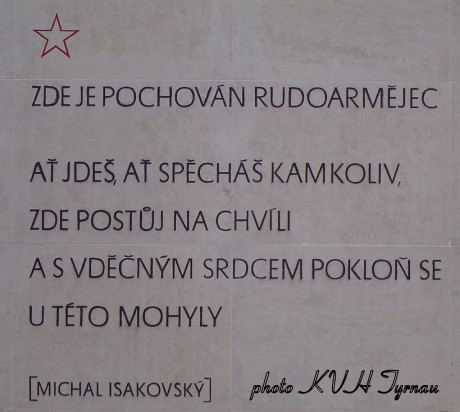 ZDE JE POCHOVÁN RUDOARMĚJEC
AŤ JDEŠ, AŤ SPĚCHÁŠ KAMKOLIV,
ZDE POSTŮJ NA CHVÍLI
A S VDĚČNÝM SRDCEM POKLOŇ SE
U TÉTO MOHYLY
[MICHAL ISAKOVSKÝ]
photo KVH Tyrnau